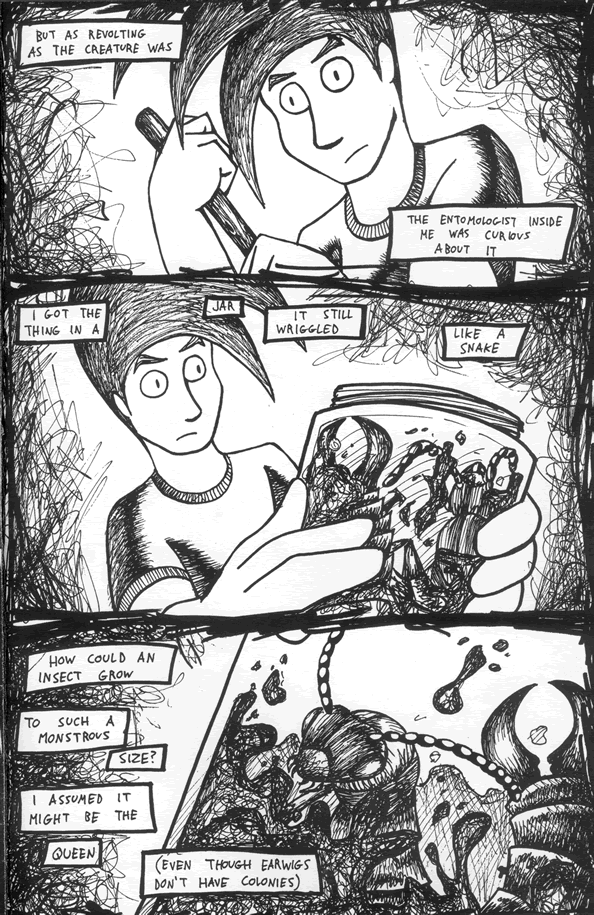 BUT AS REVOLTING
AS THE CREATURE WAS
THE ENTOMOLOGIST INSIDE
ME WAS CURIOUS
ABOUT IT
I GOT THE
THING IN A
JAR
IT STILL
WRIGGLED
LIKE A
SNAKE
HOW COULD AN
INSECT GROW
TO SUCH A
MONSTROUS
SIZE?
I ASSUMED IT
MIGHT BE THE
QUEEN
(EVEN THOUGH EARWIGS
DON'T HAVE COLONIES)